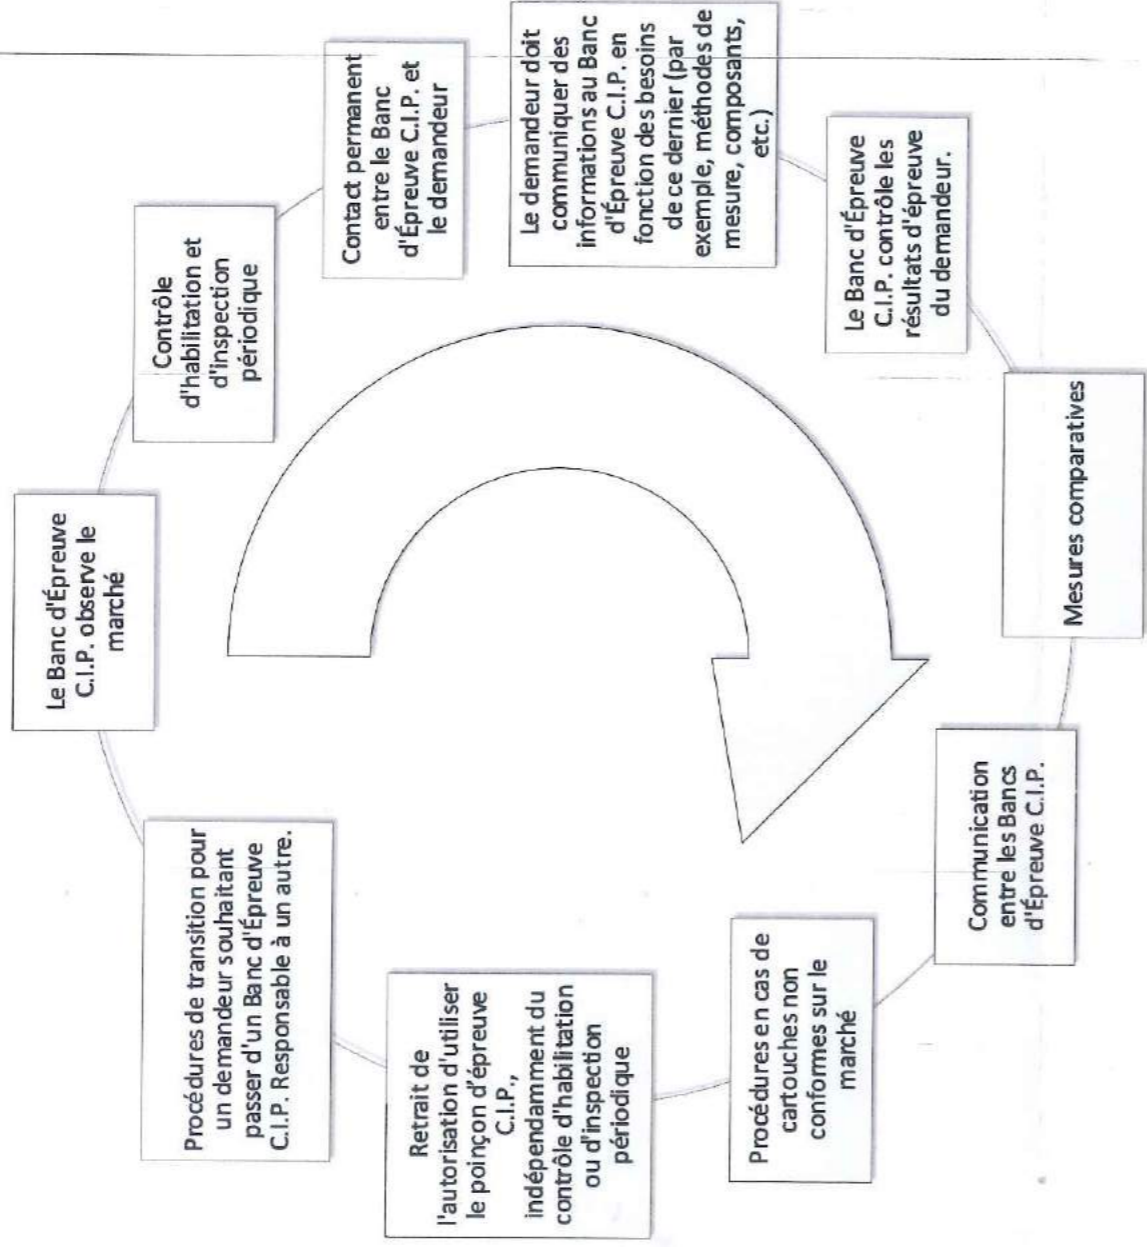 Le Banc d'Épreuve
C.I.P. observe le
marché
Contrôle
d'habilitation et
d'inspection
périodique
Contact permanent
entre le Banc
d'Épreuve C.I.P. et
le demandeur
Le demandeur doit
communiquer des
informations au Banc
d'Épreuve C.I.P. en
fonction des besoins
de ce dernier (par
exemple, méthodes de
mesure, composants,
etc.)
Le Banc d'Épreuve
C.I.P. contrôle les
résultats d'épreuve
du demandeur.
Mesures comparatives
Communication
entre les Bancs
d'Épreuve C.I.P.
Procédures en cas de
cartouches non
conformes sur le
marché
Retrait de
l'autorisation d'utiliser
le poinçon d'épreuve
C.I.P.,
indépendamment du
contrôle d'habilitation
ou d'inspection
périodique
Procédures de transition pour
un demandeur souhaitant
passer d'un Banc d'Épreuve
C.I.P. Responsable à un autre.